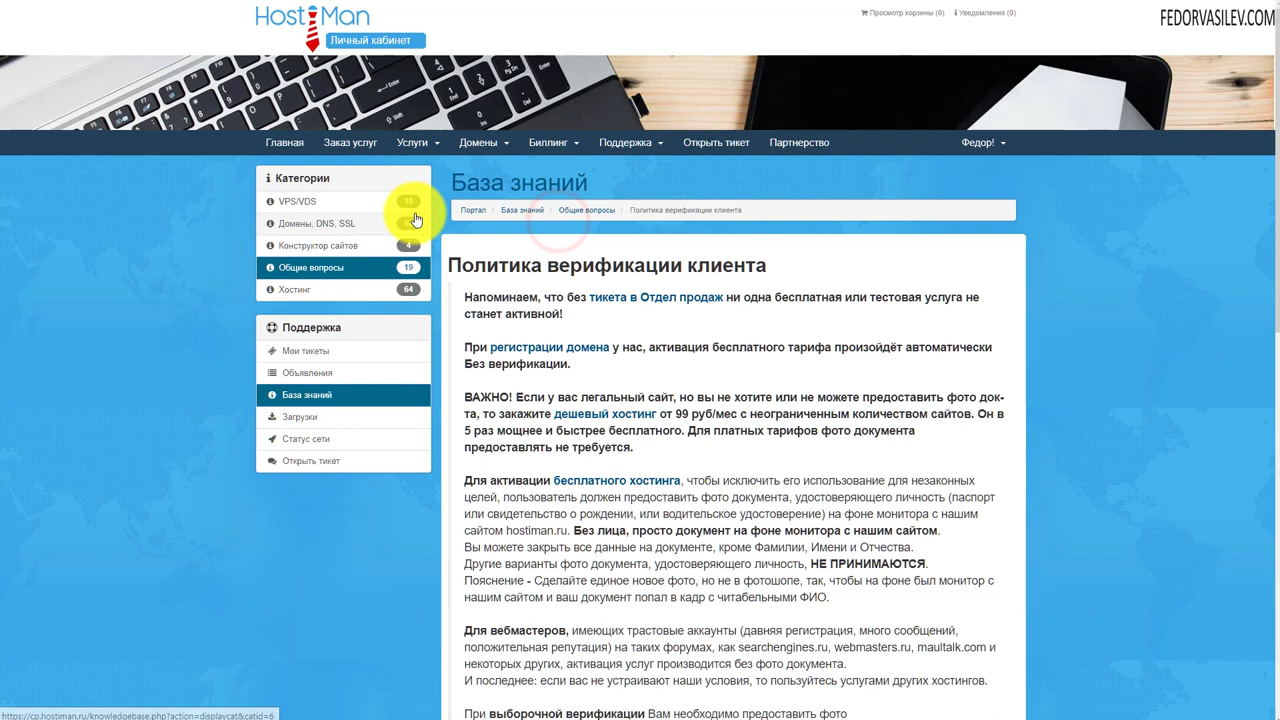 HostiMan
Личный кабинет
Просмотр корзины (0)
Уведомления (0)
FEDORVASILEV.COM
Главная
Заказ услуг
Услуги
Домены
Биллинг
Поддержка
Открыть тикет
Партнерство
Федор!
Категории
VPS/VDS
19
Домены, DNS, SSL
Конструктор сайтов
4
Общие вопросы
19
Хостинг
64
Поддержка
Мои тикеты
Объявления
База знаний
Загрузки
Статус сети
Открыть тикет
База знаний
Портал / База знаний / Общие вопросы / Политика верификации клиента
Политика верификации клиента
Напоминаем, что без тикета в Отдел продаж ни одна бесплатная или тестовая услуга не
станет активной!
При регистрации домена у нас, активация бесплатного тарифа произойдёт автоматически
Без верификации.
ВАЖНО! Если у вас легальный сайт, но вы не хотите или не можете предоставить фото док-
та, то закажите дешевый хостинг от 99 руб/мес с неограниченным количеством сайтов. Он в
5 раз мощнее и быстрее бесплатного. Для платных тарифов фото документа
предоставлять не требуется.
Для активации бесплатного хостинга, чтобы исключить его использование для незаконных
целей, пользователь должен предоставить фото документа, удостоверяющего личность (паспорт
или свидетельство о рождении, или водительское удостоверение) на фоне монитора с нашим
сайтом hostiman.ru. Без лица, просто документ на фоне монитора с нашим сайтом.
Вы можете закрыть все данные на документе, кроме Фамилии, Имени и Отчества.
Другие варианты фото документа, удостоверяющего личность, НЕ ПРИНИМАЮТСЯ.
Пояснение - Сделайте единое новое фото, но не в фотошопе, так, чтобы на фоне был монитор с
нашим сайтом и ваш документ попал в кадр с читабельными ФИО.
Для вебмастеров, имеющих трастовые аккаунты (давняя регистрация, много сообщений,
положительная репутация) на таких форумах, как searchengines.ru, webmasters.ru, maultalk.com и
некоторых других, активация услуг производится без фото документа.
И последнее: если вас не устраивают наши условия, то пользуйтесь услугами других хостингов.
При выборочной верификации Вам необходимо предоставить фото
https://cp.hostiman.ru/knowledgebase.php?action=displaycat&catid=6